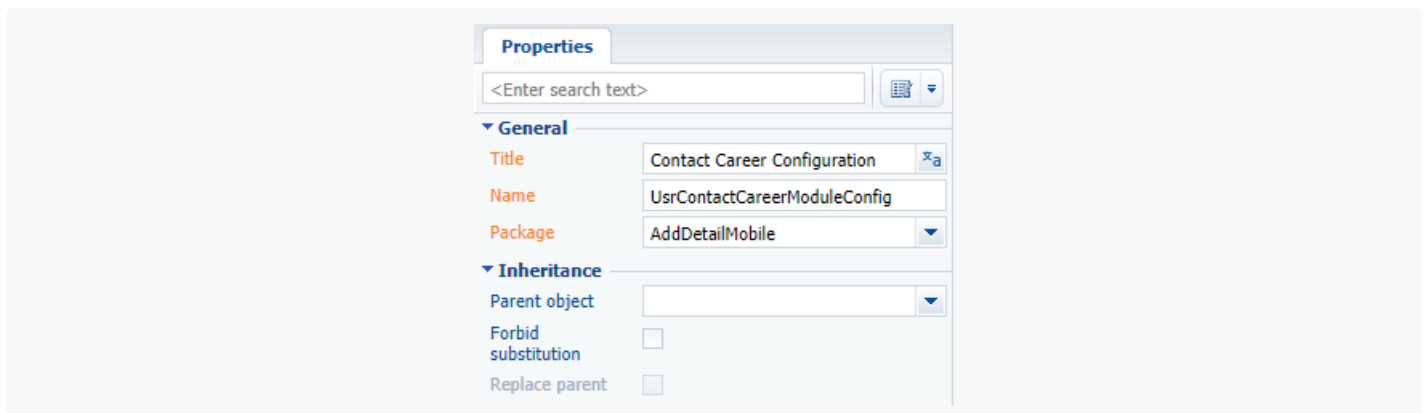 Properties
<Enter search text>
General
Title Contact Career Configuration
Name UsrContactCareerModuleConfig
Package AddDetailMobile
Inheritance
Parent object
Forbid
substitution
Replace parent